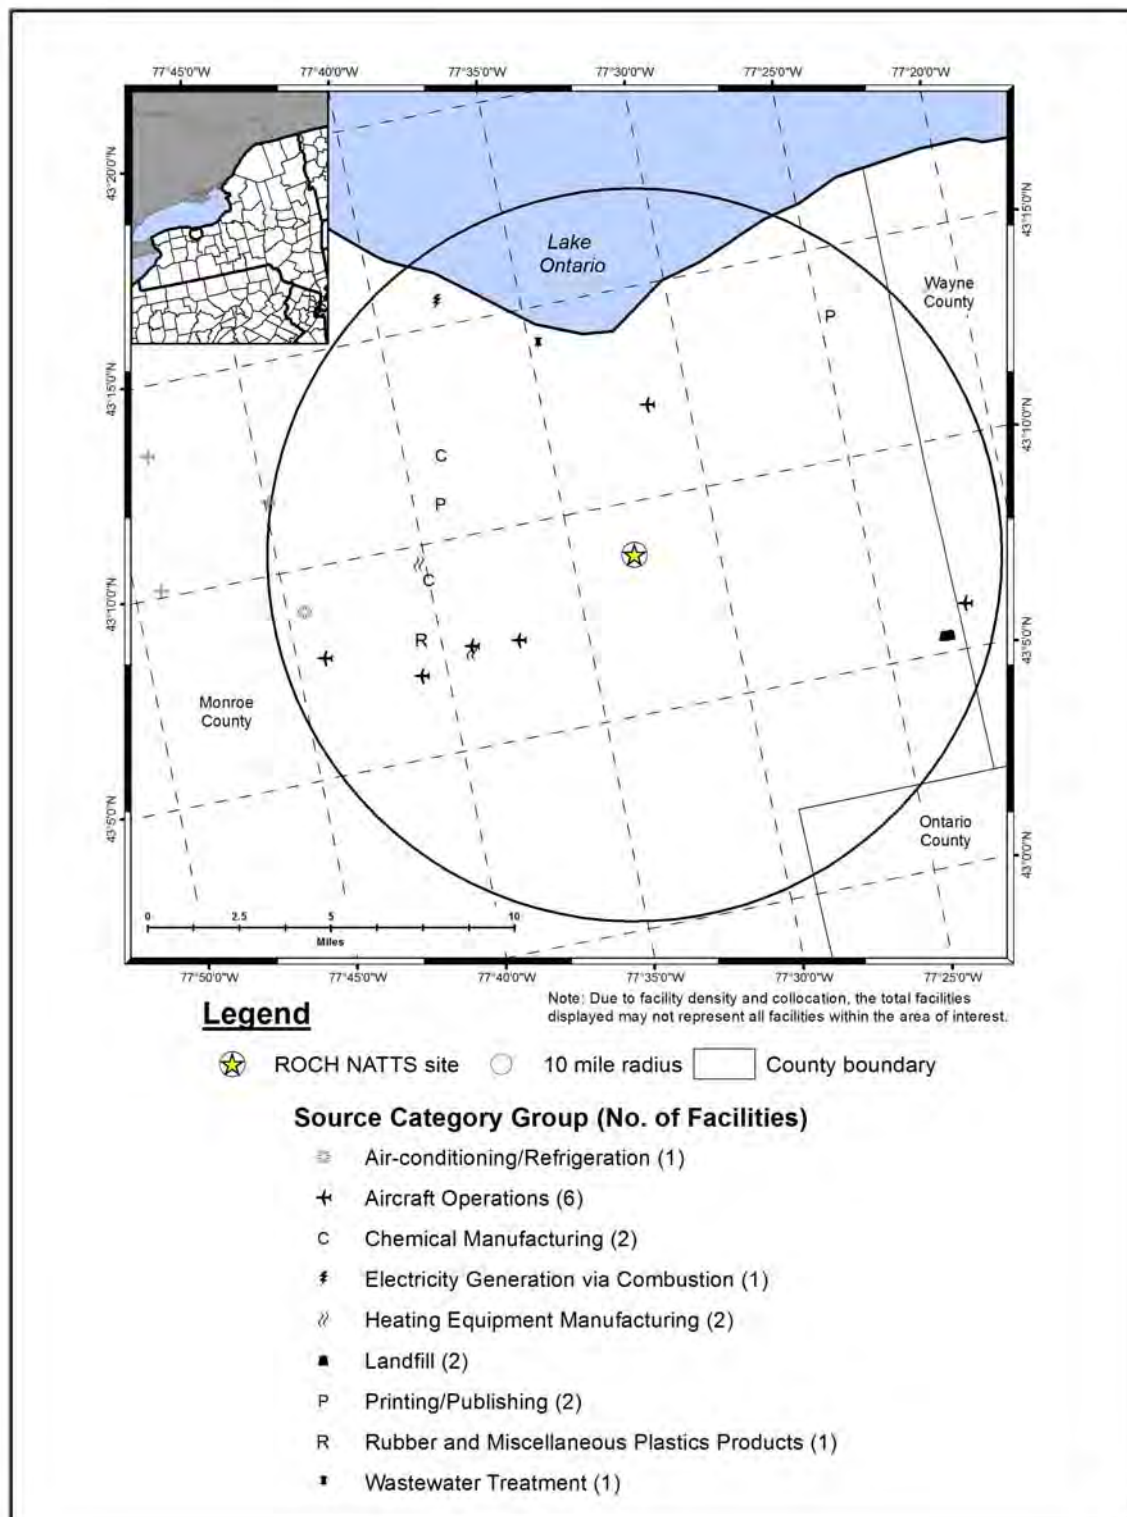 77°45'0"W 77°40'0"W 77°35'0"W 77°30'0"W 77°25'0"W 77°20'0"W
43°20'0"N
43°15'0"N
43°10'0"N
43°5'0"N
43°15'0"N
43°10'0"N
43°5'0"N
43°0'0"N
Lake
Ontario
Wayne
County
P
C
P
C
R
Monroe
County
Ontario
County
0 2.5 5 10
Miles
77°50'0"W 77°45'0"W 77°40'0"W 77°35'0"W 77°30'0"W 77°25'0"W
Note: Due to facility density and collocation, the total facilities
displayed may not represent all facilities within the area of interest.
Legend
ROCH NATTS site 10 mile radius County boundary
Source Category Group (No. of Facilities)
Air-conditioning/Refrigeration (1)
Aircraft Operations (6)
C Chemical Manufacturing (2)
Electricity Generation via Combustion (1)
Heating Equipment Manufacturing (2)
Landfill (2)
P Printing/Publishing (2)
R Rubber and Miscellaneous Plastics Products (1)
Wastewater Treatment (1)